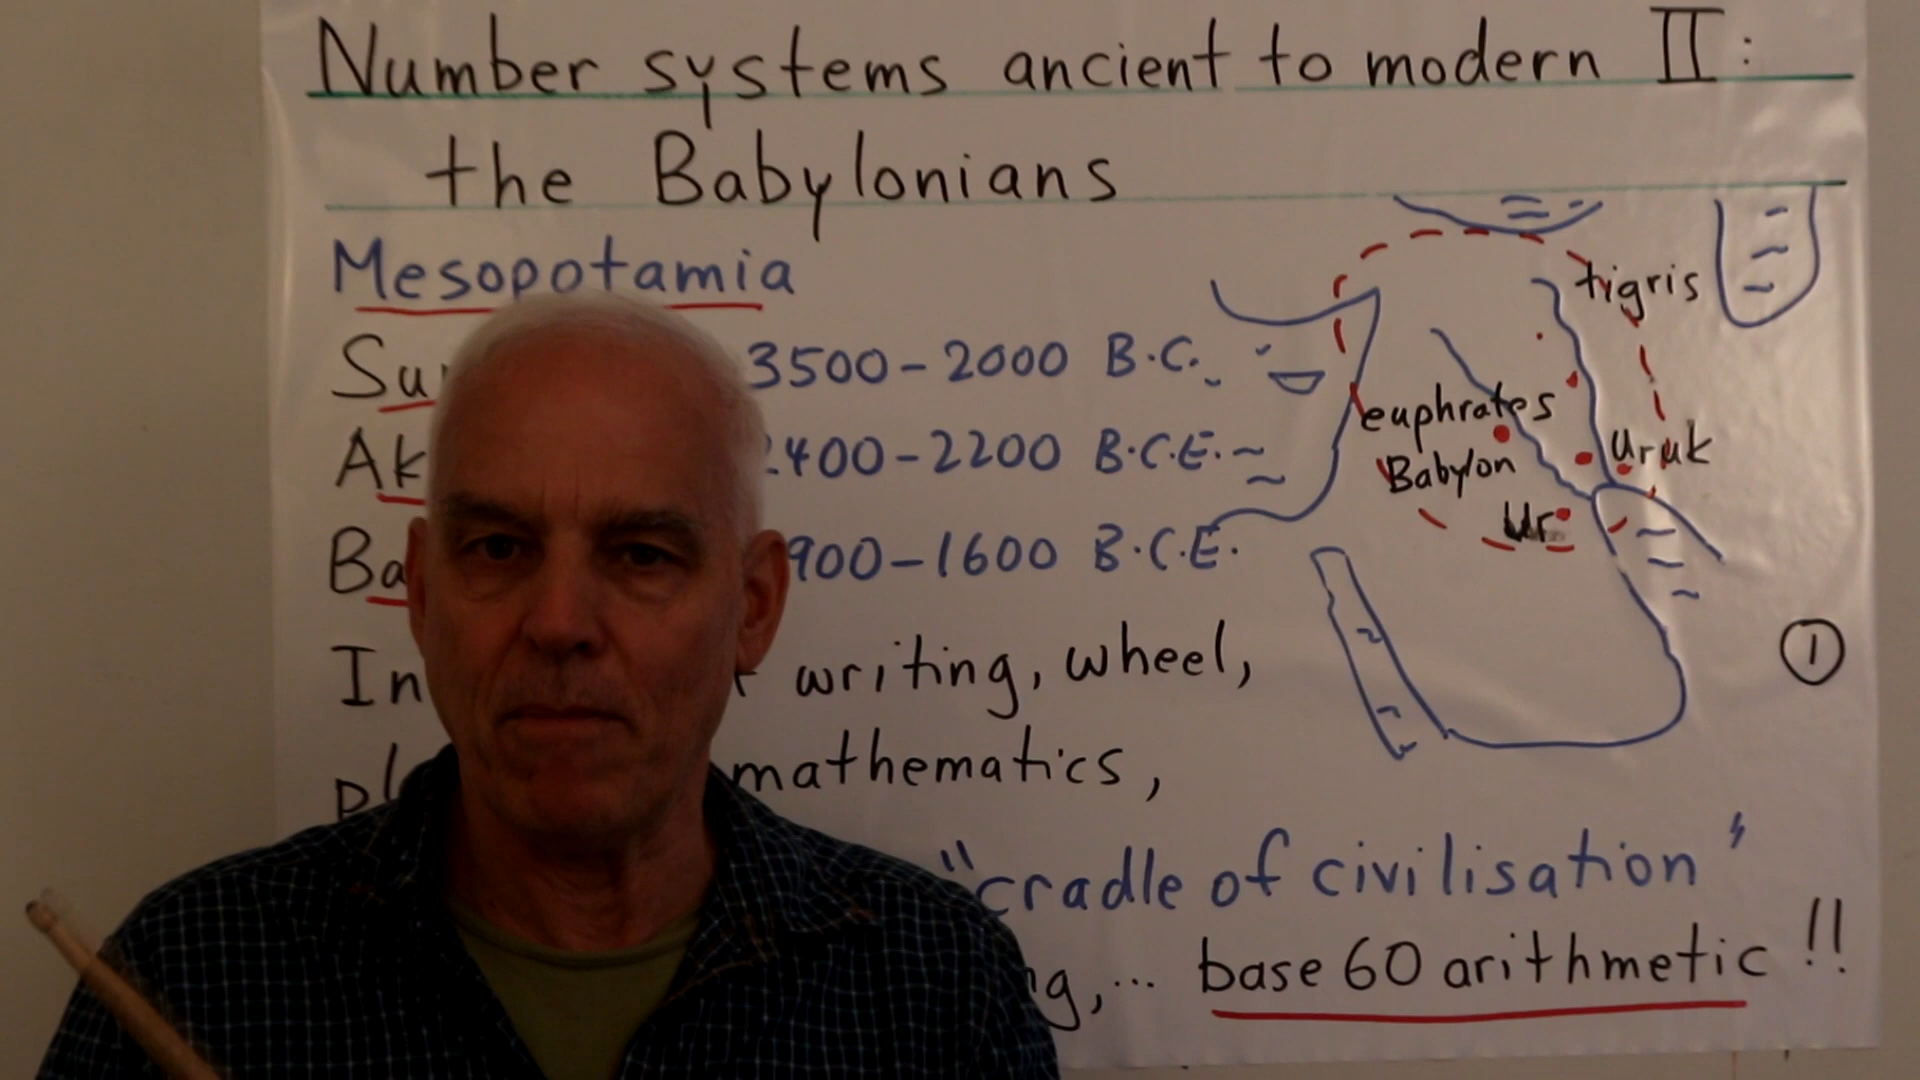 Number systems ancient to modern II:
the Babylonians
Mesopotamia
3500-2000 B.C.
2400-2200 B.C.E.
900-1600 B.C.E.
writing, wheel,
mathematics,
"cradle of civilisation"
base 60 arithmetic !!
tigris
euphrates
Uruk
Babylon
Ur
1